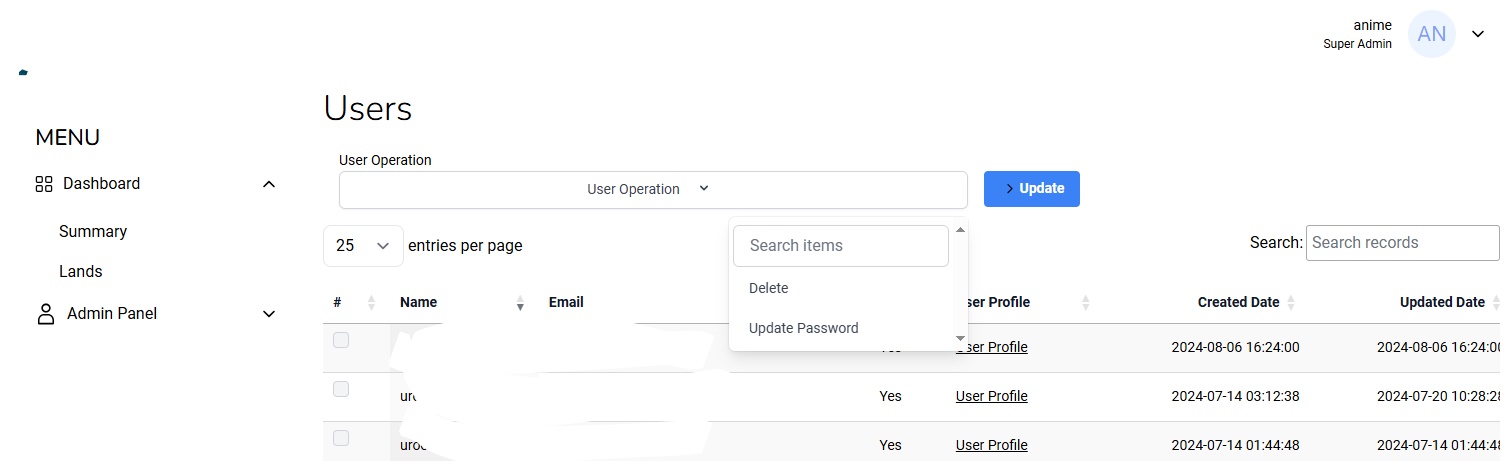 anime
AN
Super Admin
Users
MENU
User Operation
Dashboard
User Operation
Update
Summary
25 entries per page
Search items
Search: Search records
Lands
Delete
# Name Email ser Profile Created Date Updated Date
Admin Panel
Update Password
User Profile 2024-08-06 16:24:00 2024-08-06 16:24:00
Yes User Profile 2024-07-14 03:12:38 2024-07-20 10:28:28
Yes User Profile 2024-07-14 01:44:48 2024-07-14 01:44:48